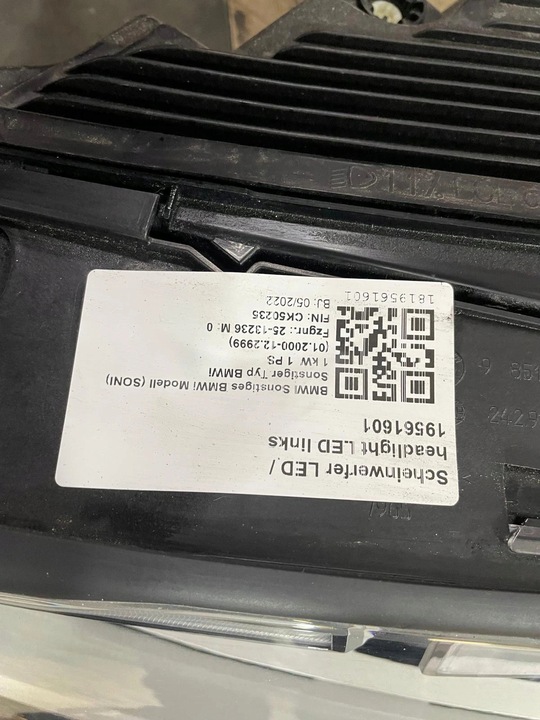 Scheinwerfer LED /
headlight LED links
19561601
BMWI Sonstiges BMWi Modell (SONI)
Sonstiger Typ BMWi
1 kW 1 PS
(01.2000-12.2999)
Fzgnr.: 25-13236 M: 0
FIN: CK50235
BJ: 05/2022
1819561601